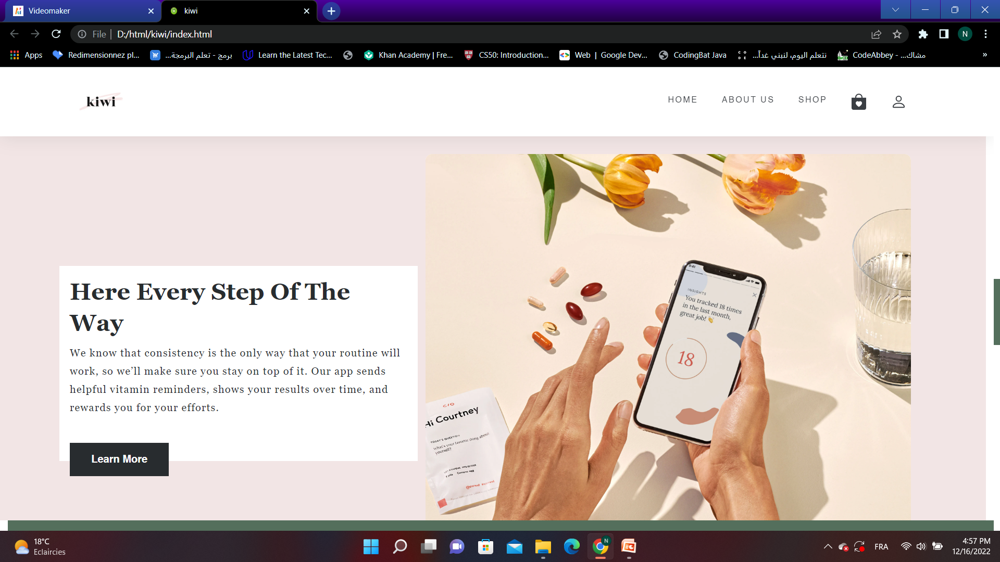 Videomaker
kiwi
File
D:/html/kiwi/index.html
N
Apps
Redimensionnez pl...
برمج - تعلم البرمجة...
Learn the Latest Tec...
Khan Academy | Fre...
CS50: Introduction...
Web | Google Dev...
CodingBat Java
نتعلم اليوم، لنبني غداً...
CodeAbbey - مشاك...
»
kiwi
HOME
ABOUT US
SHOP
Here Every Step Of The
Way
We know that consistency is the only way that your routine will
work, so we’ll make sure you stay on top of it. Our app sends
helpful vitamin reminders, shows your results over time, and
rewards you for your efforts.
Learn More
9:41
INSIGHTS
You tracked 18 times
in the last month,
great job! 👏
18
C/O
Hi Courtney
TODAY'S QUESTION
what's your favorite thing about
yourself?
18°C
Eclaircies
N
FRA
4:57 PM
12/16/2022